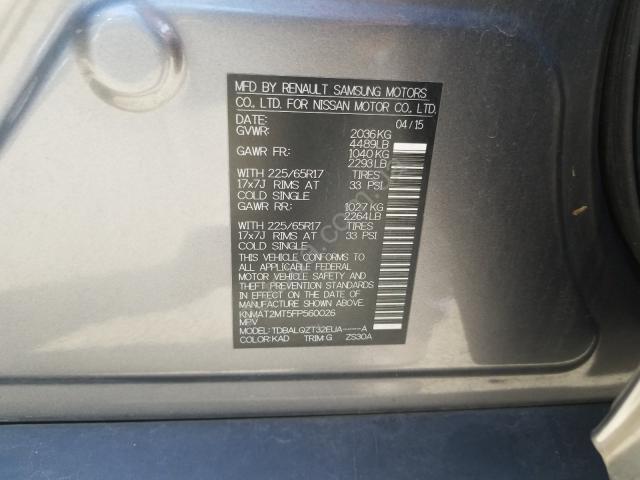 MFD BY RENAULT SAMSUNG MOTORS
CO., LTD. FOR NISSAN MOTOR CO., LTD.
DATE: 04/15
GVWR: 2036KG
4489LB
GAWR FR: 1040KG
2293LB
WITH 225/65R17 TIRES
17x7J RIMS AT 33 PSI
COLD SINGLE
GAWR RR: 1027KG
2264LB
WITH 225/65R17 TIRES
17x7J RIMS AT 33 PSI
COLD SINGLE
THIS VEHICLE CONFORMS TO
ALL APPLICABLE FEDERAL
MOTOR VEHICLE SAFETY AND
THEFT PREVENTION STANDARDS
IN EFFECT ON THE DATE OF
MANUFACTURE SHOWN ABOVE.
KNMAT2MT5FP560026
MPV
MODEL: TDBALQZT32EUA-----A
COLOR:KAD TRIM:G ZS30A